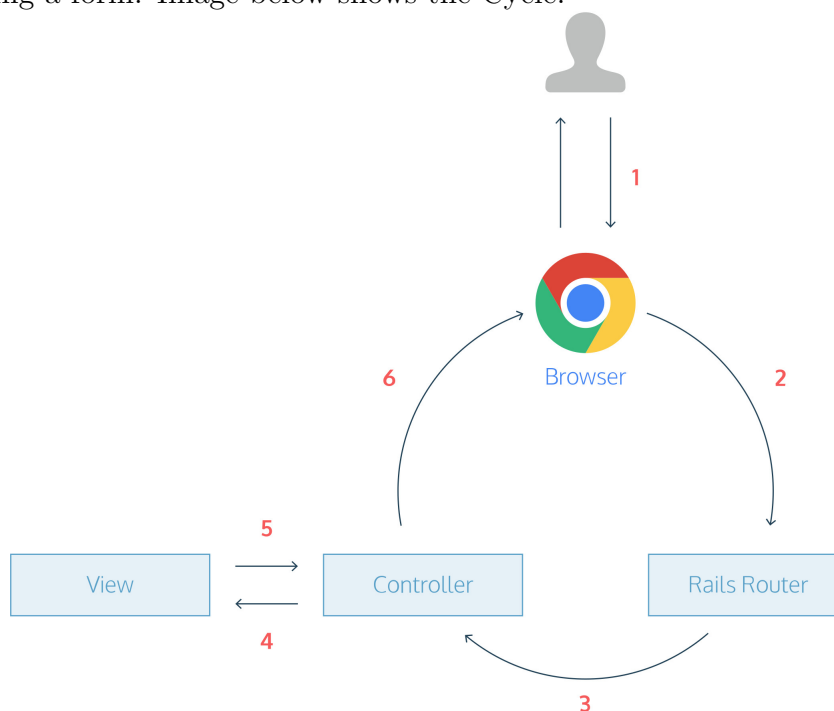 ing a form. Image below shows the Cycle.
1
Browser
6
2
5
View
Controller
Rails Router
4
3